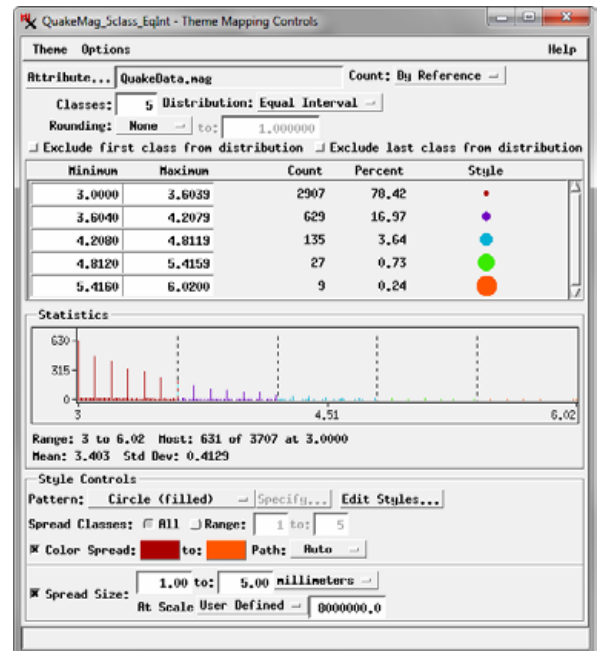 QuakeMag_5class_EqInt - Theme Mapping Controls
Theme Options Help
Attribute... QuakeData.mag Count: By Reference
Classes: 5 Distribution: Equal Interval
Rounding: None to: 1.000000
Exclude first class from distribution Exclude last class from distribution
Minimum Maximum Count Percent Style
3.0000 3.6039 2907 78.42
3.6040 4.2079 629 16.97
4.2080 4.8119 135 3.64
4.8120 5.4159 27 0.73
5.4160 6.0200 9 0.24
Statistics
630
315
0
3 4.51 6.02
Range: 3 to 6.02 Most: 631 of 3707 at 3.0000
Mean: 3.403 Std Dev: 0.4129
Style Controls
Pattern: Circle (filled) Specify... Edit Styles...
Spread Classes: All Range: 1 to: 5
Color Spread: to: Path: Auto
Spread Size: 1.00 to: 5.00 millimeters
At Scale User Defined 8000000.0